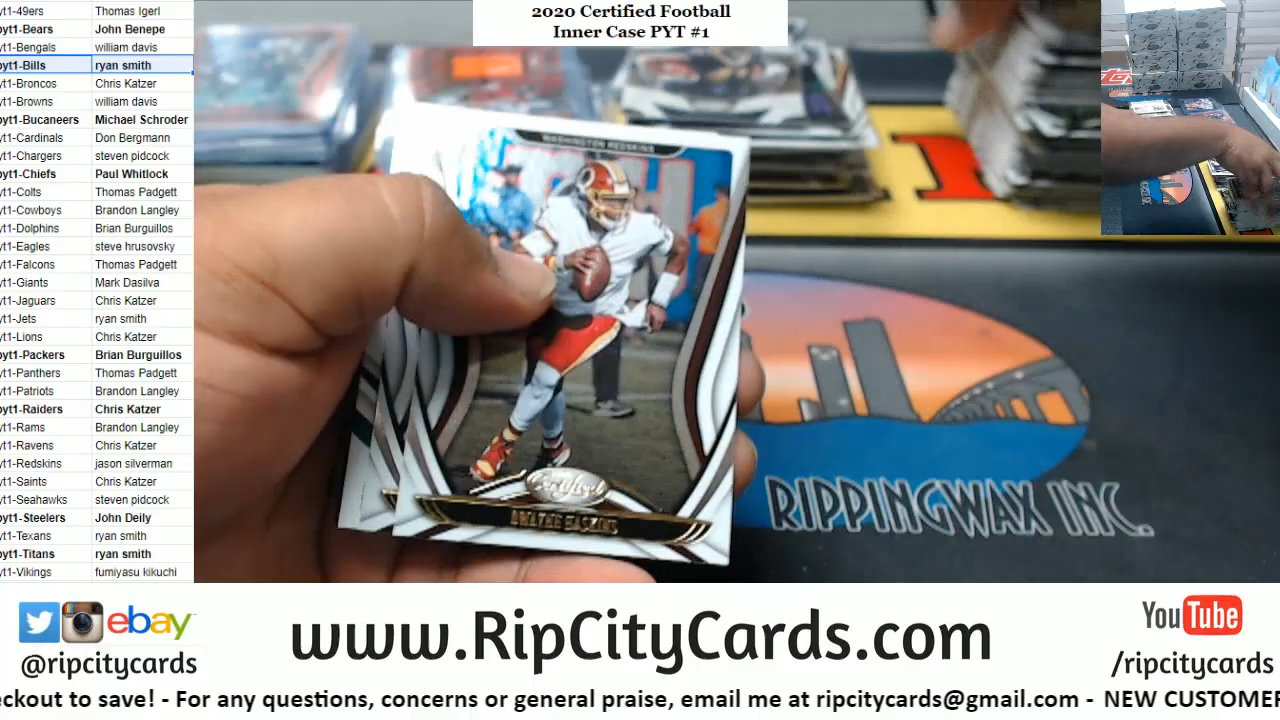 2020 Certified Football
Inner Case PYT #1
yt1-49ers Thomas Igerl
pyt1-Bears John Benepe
yt1-Bengals william davis
pyt1-Bills ryan smith
yt1-Broncos Chris Katzer
yt1-Browns william davis
pyt1-Bucaneers Michael Schroder
yt1-Cardinals Don Bergmann
yt1-Chargers steven pidcock
pyt1-Chiefs Paul Whitlock
yt1-Colts Thomas Padgett
yt1-Cowboys Brandon Langley
yt1-Dolphins Brian Burguillos
yt1-Eagles steve hrusovsky
yt1-Falcons Thomas Padgett
yt1-Giants Mark Dasilva
yt1-Jaguars Chris Katzer
yt1-Jets ryan smith
yt1-Lions Chris Katzer
pyt1-Packers Brian Burguillos
yt1-Panthers Thomas Padgett
yt1-Patriots Brandon Langley
pyt1-Raiders Chris Katzer
yt1-Rams Brandon Langley
yt1-Ravens Chris Katzer
yt1-Redskins jason silverman
yt1-Saints Chris Katzer
yt1-Seahawks steven pidcock
pyt1-Steelers John Deily
yt1-Texans ryan smith
pyt1-Titans ryan smith
yt1-Vikings fumiyasu kikuchi
WASHINGTON REDSKINS
Certified
DWAYNE HASKINS
RIPPINGWAX INC.
ebay
@ripcitycards
www.RipCityCards.com
YouTube
/ripcitycards
eckout to save! - For any questions, concerns or general praise, email me at ripcitycards@gmail.com - NEW CUSTOMER